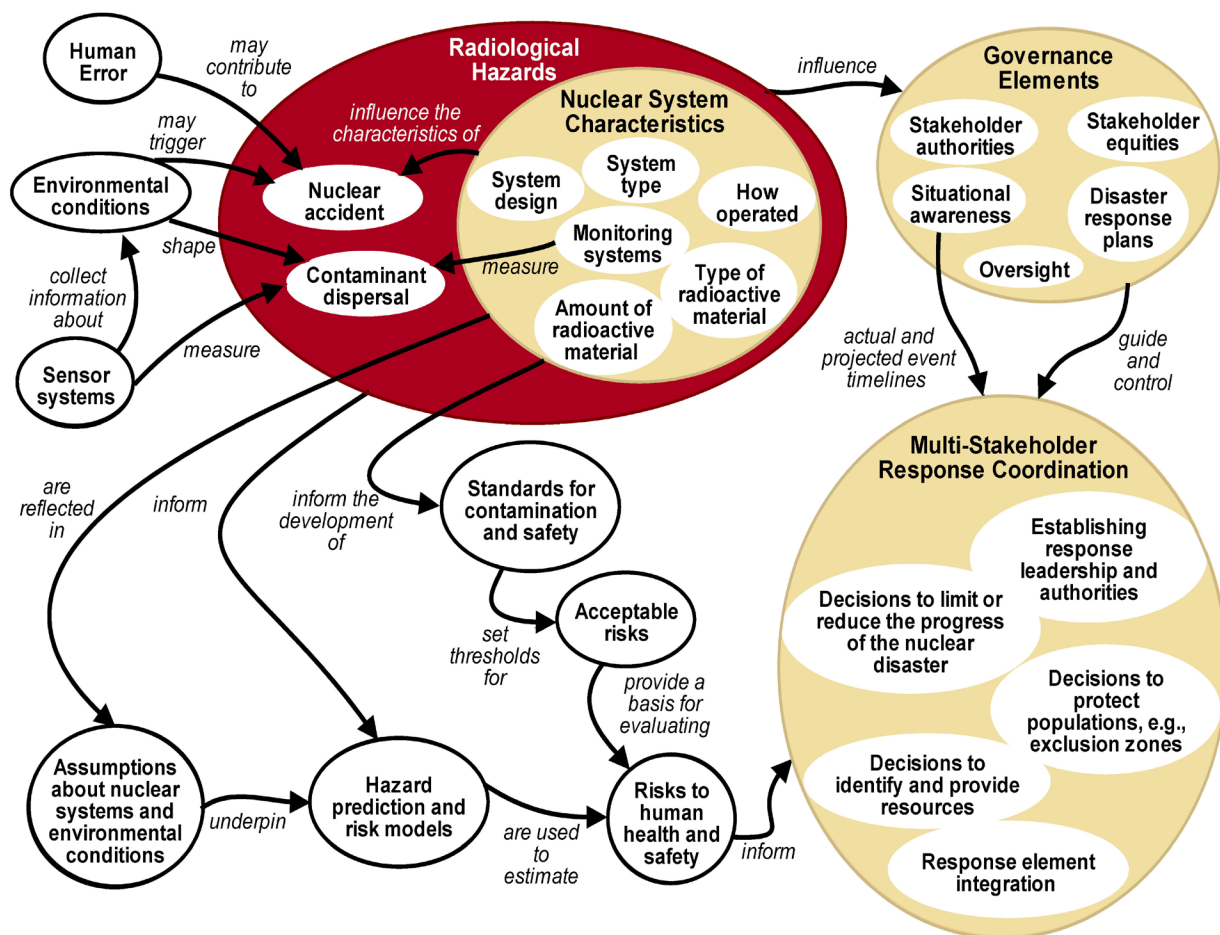 Human
Error
may
contribute
to
may
trigger
Environmental
conditions
shape
collect
information
about
Sensor
systems
measure
Radiological
Hazards
influence the
characteristics of
Nuclear
accident
Contaminant
dispersal
measure
Nuclear System
Characteristics
System
design
System
type
How
operated
Monitoring
systems
Type of
radioactive
material
Amount of
radioactive
material
influence
Governance
Elements
Stakeholder
authorities
Stakeholder
equities
Situational
awareness
Disaster
response
plans
Oversight
actual and
projected event
timelines
guide
and
control
are
reflected
in
inform
inform the
development
of
Standards for
contamination
and safety
set
thresholds
for
Acceptable
risks
provide a
basis for
evaluating
Assumptions
about nuclear
systems and
environmental
conditions
underpin
Hazard
prediction and
risk models
are used
to
estimate
Risks to
human
health and
safety
inform
Multi-Stakeholder
Response Coordination
Establishing
response
leadership and
authorities
Decisions to limit or
reduce the progress
of the nuclear
disaster
Decisions to
protect
populations, e.g.,
exclusion zones
Decisions to
identify and provide
resources
Response element
integration